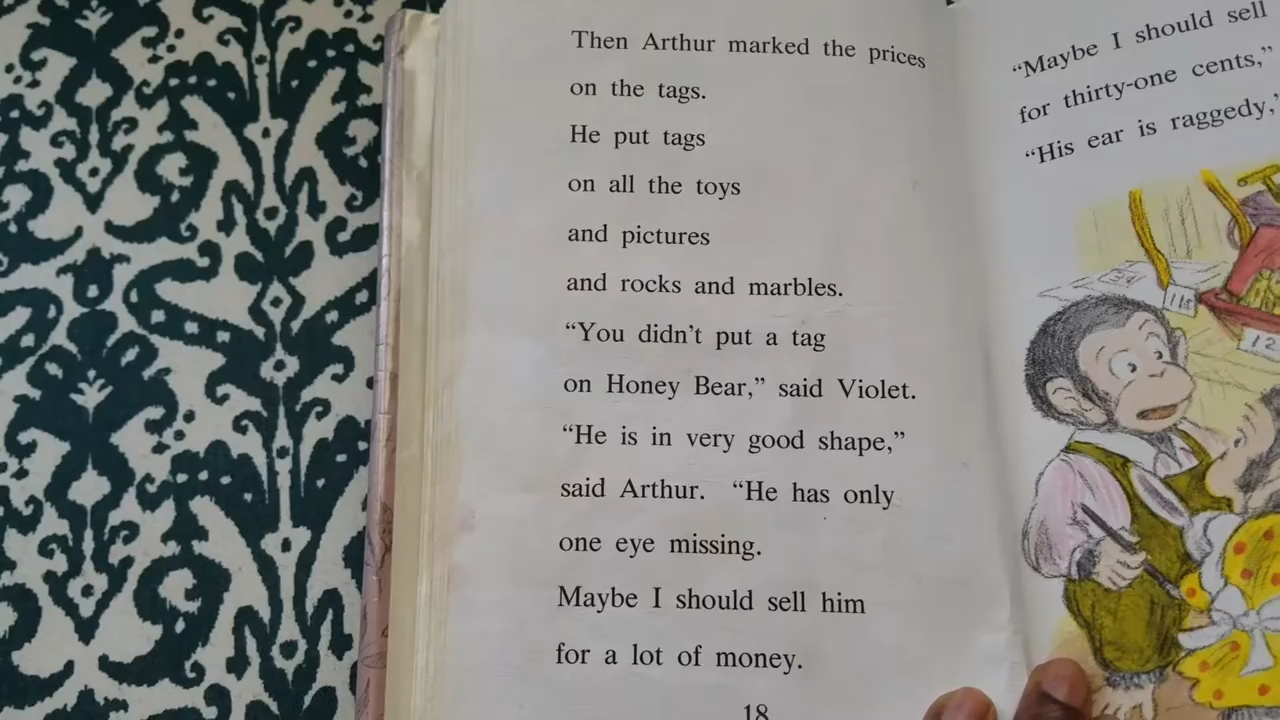 Then Arthur marked the prices
on the tags.
He put tags
on all the toys
and pictures
and rocks and marbles.
“You didn’t put a tag
on Honey Bear,” said Violet.
“He is in very good shape,”
said Arthur. “He has only
one eye missing.
Maybe I should sell him
for a lot of money.
18
“Maybe I should sell
for thirty-one cents,”
“His ear is raggedy,”